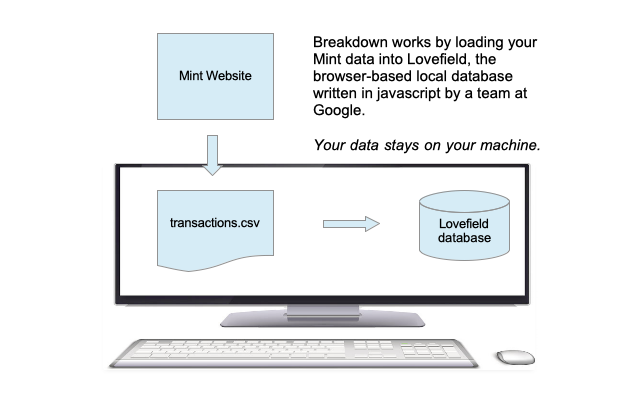 Mint Website
Breakdown works by loading your
Mint data into Lovefield, the
browser-based local database
written in javascript by a team at
Google.
Your data stays on your machine.
transactions.csv
Lovefield
database